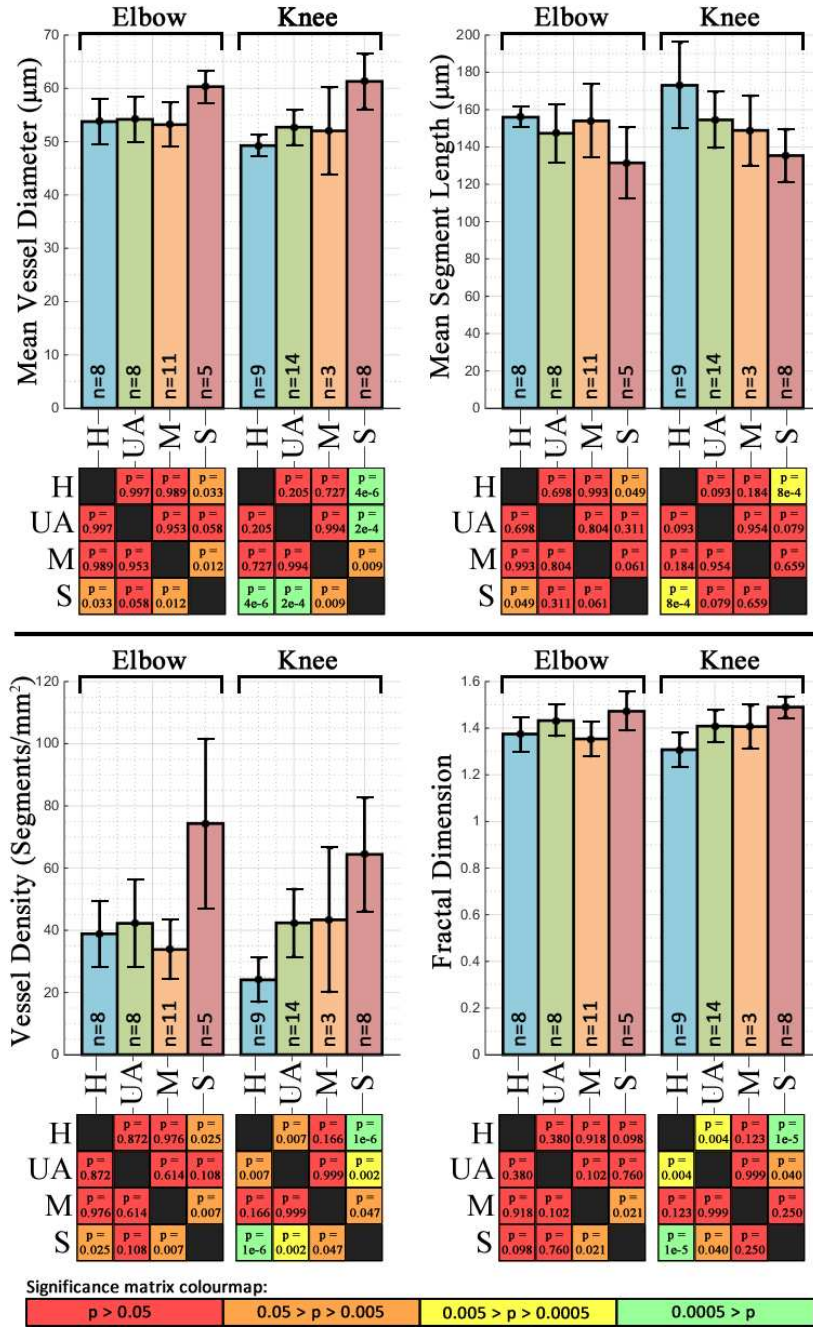 Elbow Knee Elbow Knee
Mean Vessel Diameter (µm)
70
60
50
40
30
20
10
0
n=8 n=8 n=11 n=5 n=9 n=14 n=3 n=8
H UA M S H UA M S
Mean Segment Length (µm)
200
180
160
140
120
100
80
60
40
20
0
n=8 n=8 n=11 n=5 n=9 n=14 n=3 n=8
H UA M S H UA M S
H p = 0.997 p = 0.989 p = 0.033 p = 0.205 p = 0.727 p = 4e-6
UA p = 0.997 p = 0.953 p = 0.058 p = 0.205 p = 0.994 p = 2e-4
M p = 0.989 p = 0.953 p = 0.012 p = 0.727 p = 0.994 p = 0.009
S p = 0.033 p = 0.058 p = 0.012 p = 4e-6 p = 2e-4 p = 0.009
H p = 0.698 p = 0.993 p = 0.049 p = 0.093 p = 0.184 p = 8e-4
UA p = 0.698 p = 0.804 p = 0.311 p = 0.093 p = 0.954 p = 0.079
M p = 0.993 p = 0.804 p = 0.061 p = 0.184 p = 0.954 p = 0.659
S p = 0.049 p = 0.311 p = 0.061 p = 8e-4 p = 0.079 p = 0.659
Elbow Knee Elbow Knee
Vessel Density (Segments/mm²)
120
100
80
60
40
20
0
n=8 n=8 n=11 n=5 n=9 n=14 n=3 n=8
H UA M S H UA M S
Fractal Dimension
1.6
1.4
1.2
1
0.8
0.6
0.4
0.2
0
n=8 n=8 n=11 n=5 n=9 n=14 n=3 n=8
H UA M S H UA M S
H p = 0.872 p = 0.976 p = 0.025 p = 0.007 p = 0.166 p = 1e-6
UA p = 0.872 p = 0.614 p = 0.108 p = 0.007 p = 0.999 p = 0.002
M p = 0.976 p = 0.614 p = 0.007 p = 0.166 p = 0.999 p = 0.047
S p = 0.025 p = 0.108 p = 0.007 p = 1e-6 p = 0.002 p = 0.047
H p = 0.380 p = 0.918 p = 0.098 p = 0.004 p = 0.123 p = 1e-5
UA p = 0.380 p = 0.102 p = 0.760 p = 0.004 p = 0.999 p = 0.040
M p = 0.918 p = 0.102 p = 0.021 p = 0.123 p = 0.999 p = 0.250
S p = 0.098 p = 0.760 p = 0.021 p = 1e-5 p = 0.040 p = 0.250
Significance matrix colourmap:
p > 0.05 0.05 > p > 0.005 0.005 > p > 0.0005 0.0005 > p